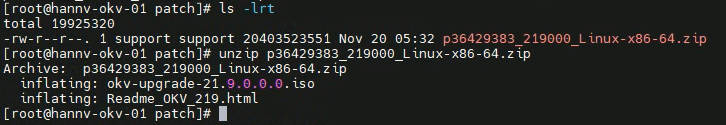 [root@hannv-okv-01 patch]# ls -lrt
total 19925320
-rw-r--r--. 1 support support 20403523551 Nov 20 05:32 p36429383_219000_Linux-x86-64.zip
[root@hannv-okv-01 patch]# unzip p36429383_219000_Linux-x86-64.zip
Archive:  p36429383_219000_Linux-x86-64.zip
  inflating: okv-upgrade-21.9.0.0.0.iso
  inflating: Readme_OKV_219.html
[root@hannv-okv-01 patch]#